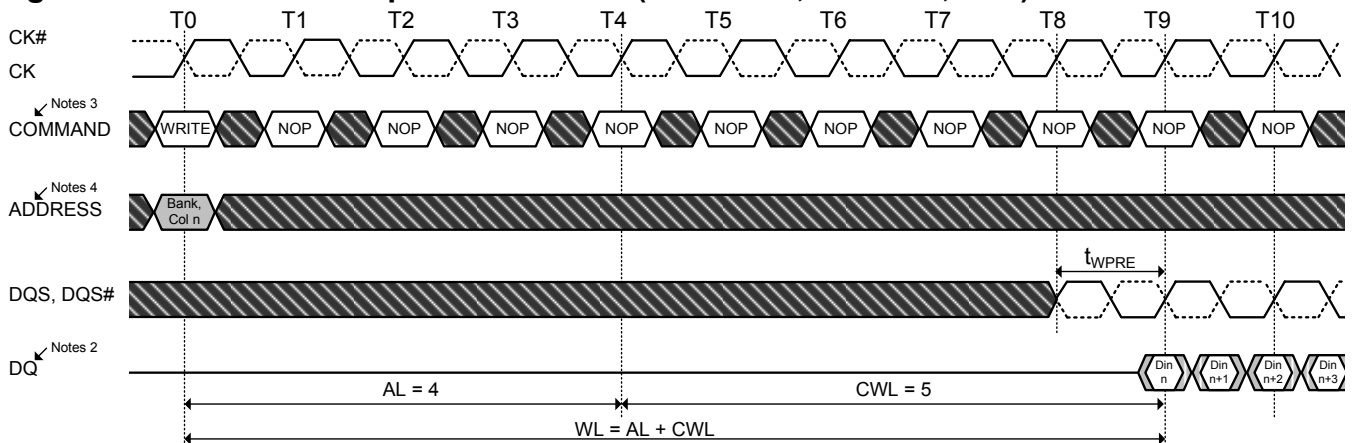 T0 T1 T2 T3 T4 T5 T6 T7 T8 T9 T10
CK#
CK
Notes 3
COMMAND WRITE NOP NOP NOP NOP NOP NOP NOP NOP NOP NOP
Notes 4
ADDRESS
Bank,
Col n
tWPRE
DQS, DQS#
Notes 2
DQ
Din
n
Din
n+1
Din
n+2
Din
n+3
AL = 4 CWL = 5
WL = AL + CWL